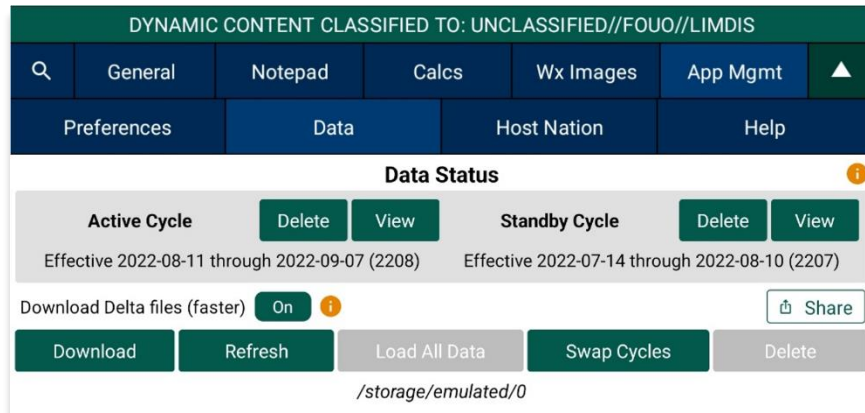 DYNAMIC CONTENT CLASSIFIED TO: UNCLASSIFIED//FOUO//LIMDIS
General Notepad Calcs Wx Images App Mgmt
Preferences Data Host Nation Help
Data Status
Active Cycle Delete View Standby Cycle Delete View
Effective 2022-08-11 through 2022-09-07 (2208) Effective 2022-07-14 through 2022-08-10 (2207)
Download Delta files (faster) On Share
Download Refresh Load All Data Swap Cycles Delete
/storage/emulated/0